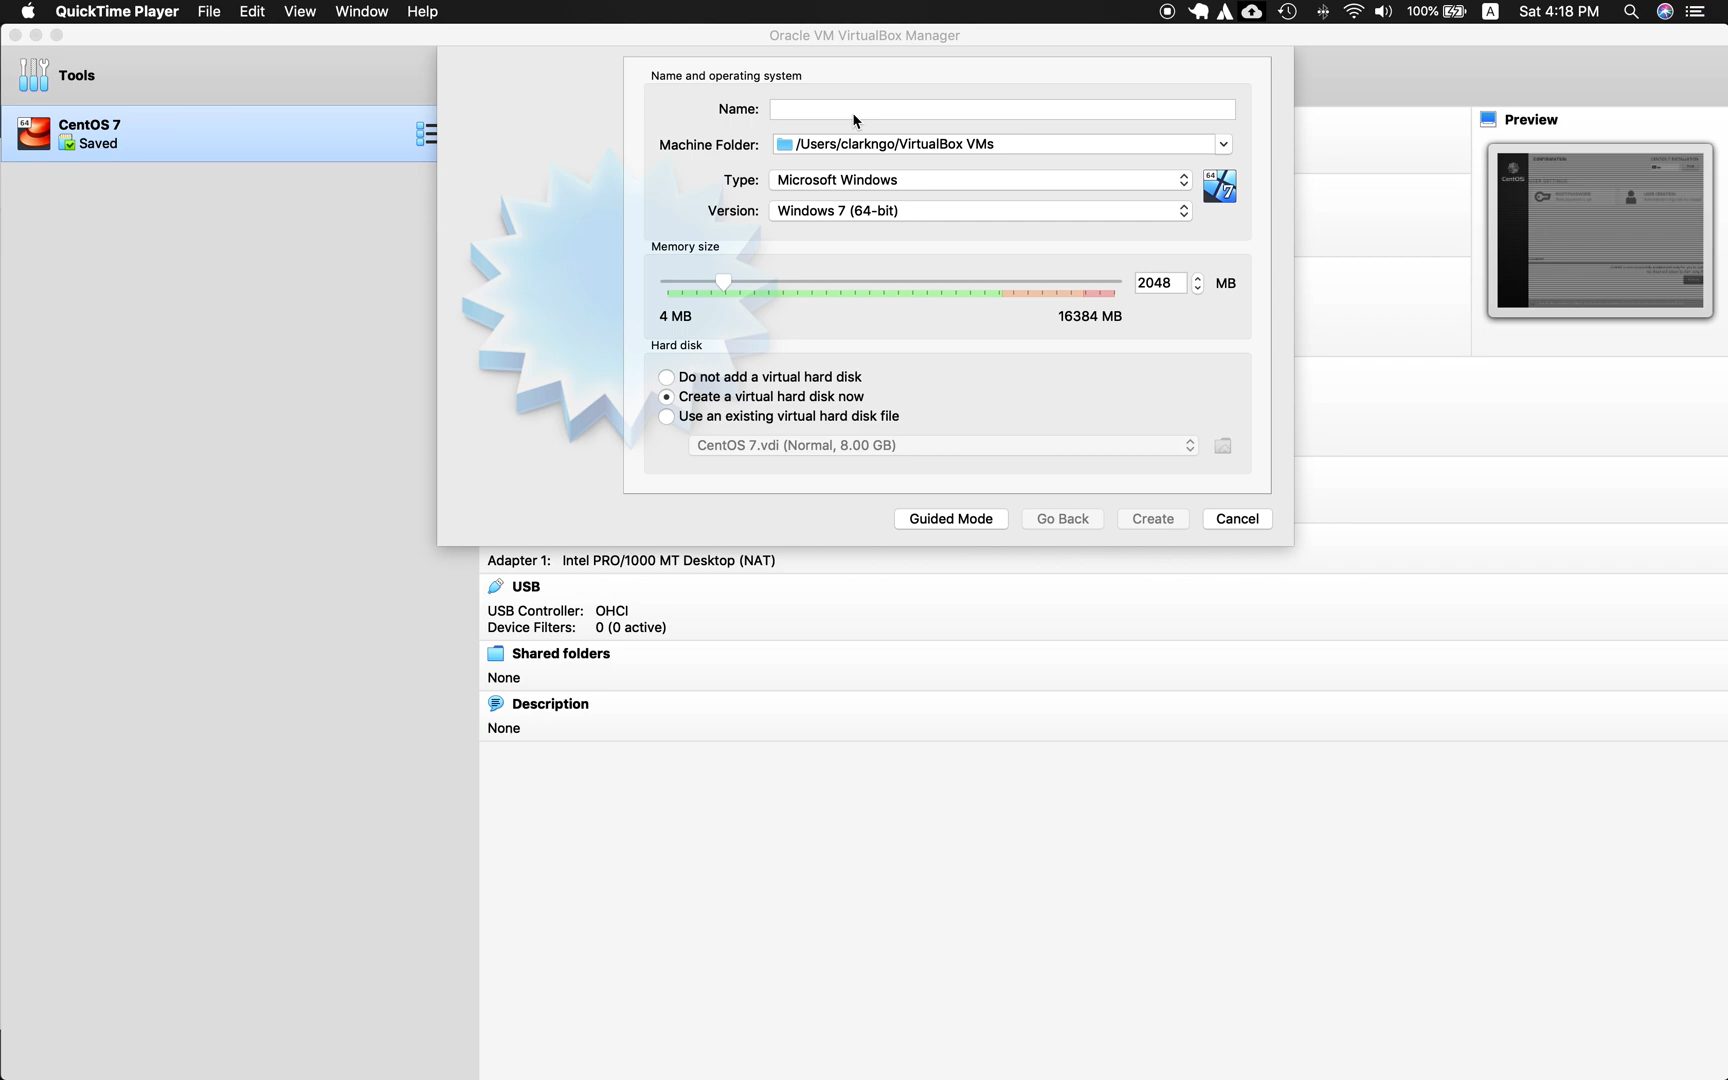 QuickTime Player File Edit View Window Help 100% A Sat 4:18 PM
Oracle VM VirtualBox Manager
Tools
64 CentOS 7
Saved
Name and operating system
Name:
Machine Folder: /Users/clarkngo/VirtualBox VMs
Type: Microsoft Windows
64 7
Version: Windows 7 (64-bit)
Memory size
2048 MB
4 MB 16384 MB
Hard disk
Do not add a virtual hard disk
Create a virtual hard disk now
Use an existing virtual hard disk file
CentOS 7.vdi (Normal, 8.00 GB)
Guided Mode Go Back Create Cancel
Preview
CentOS
Adapter 1: Intel PRO/1000 MT Desktop (NAT)
USB
USB Controller: OHCI
Device Filters: 0 (0 active)
Shared folders
None
Description
None